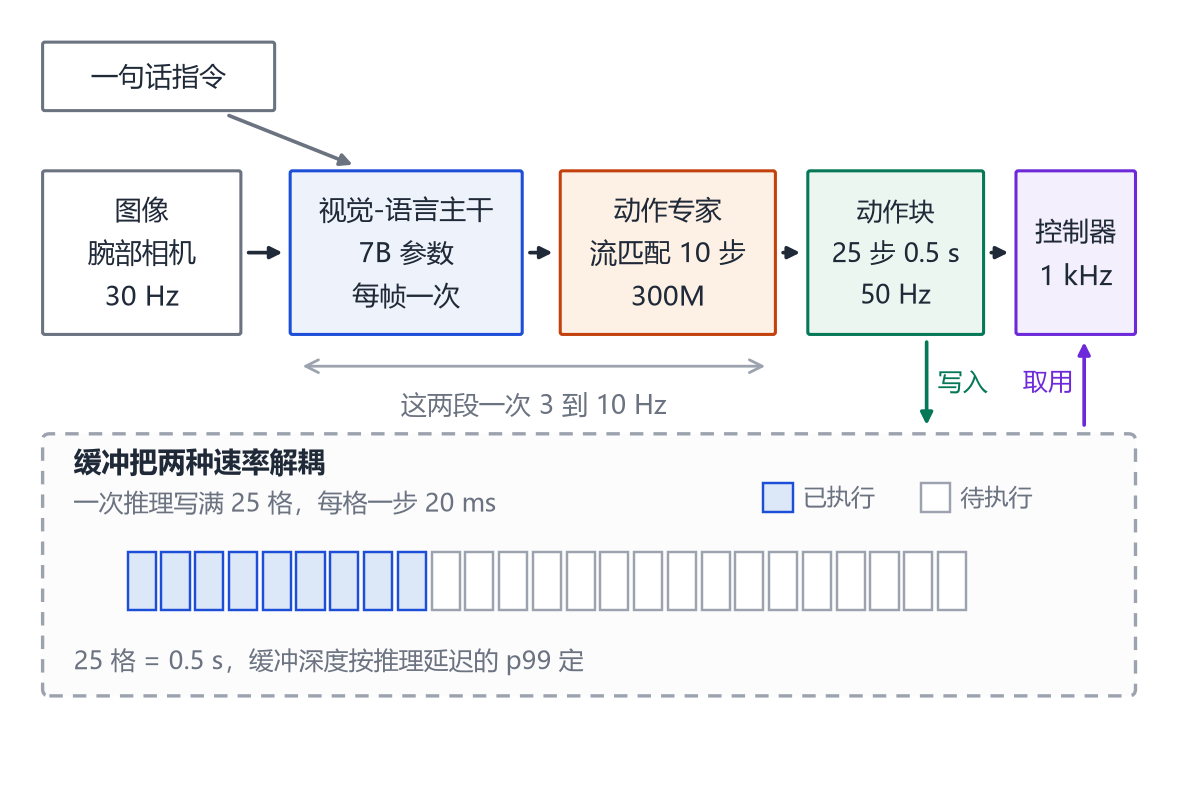 一句话指令
图像
腕部相机
30 Hz
视觉-语言主干
7B 参数
每帧一次
动作专家
流匹配 10 步
300M
动作块
25 步 0.5 s
50 Hz
控制器
1 kHz
这两段一次 3 到 10 Hz
写入
取用
缓冲把两种速率解耦
一次推理写满 25 格，每格一步 20 ms
已执行
待执行
25 格 = 0.5 s，缓冲深度按推理延迟的 p99 定